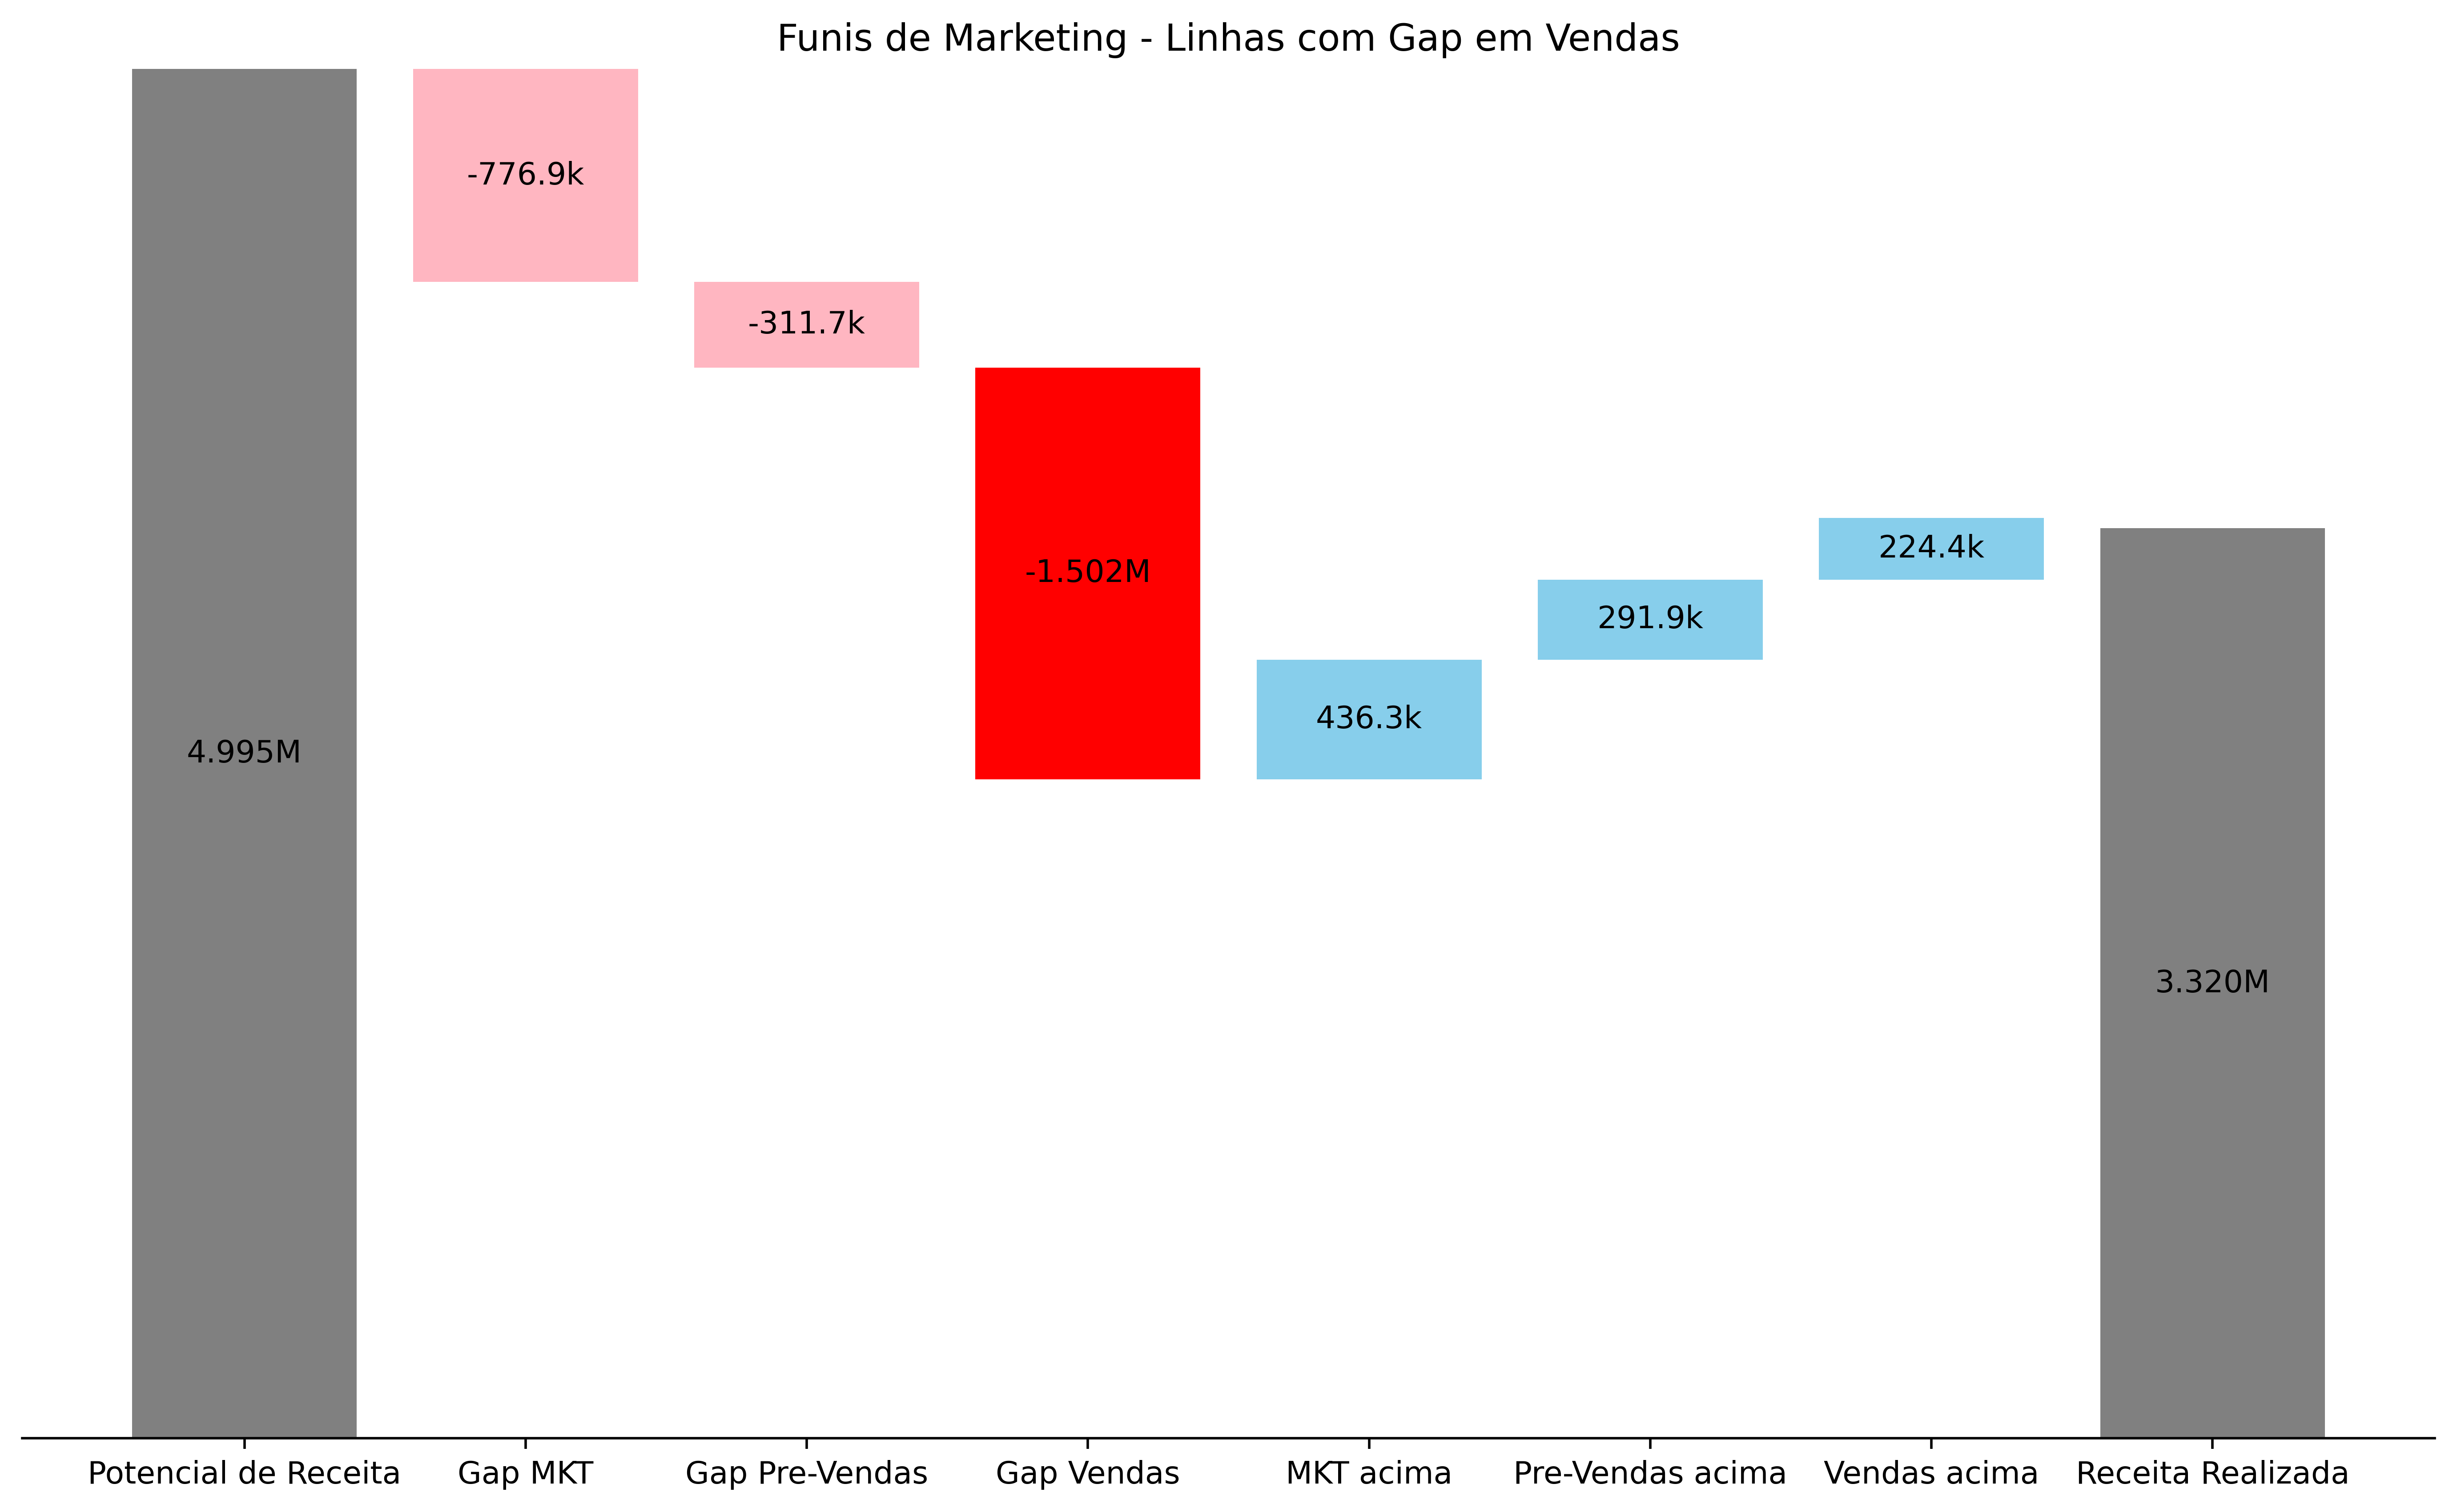 Funis de Marketing - Linhas com Gap em Vendas
-776.9k
-311.7k
-1.502M
436.3k
291.9k
224.4k
4.995M
3.320M
Potencial de Receita
Gap MKT
Gap Pre-Vendas
Gap Vendas
MKT acima
Pre-Vendas acima
Vendas acima
Receita Realizada